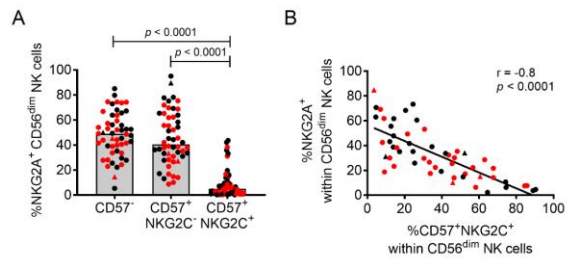 A
p < 0.0001
p < 0.0001
%NKG2A⁺ CD56ᵈⁱᵐ NK cells
100
80
60
40
20
0
CD57⁻
CD57⁺
NKG2C⁻
CD57⁺
NKG2C⁺
B
r = -0.8
p < 0.0001
%NKG2A⁺
within CD56ᵈⁱᵐ NK cells
100
80
60
40
20
0
0 20 40 60 80 100
%CD57⁺NKG2C⁺
within CD56ᵈⁱᵐ NK cells